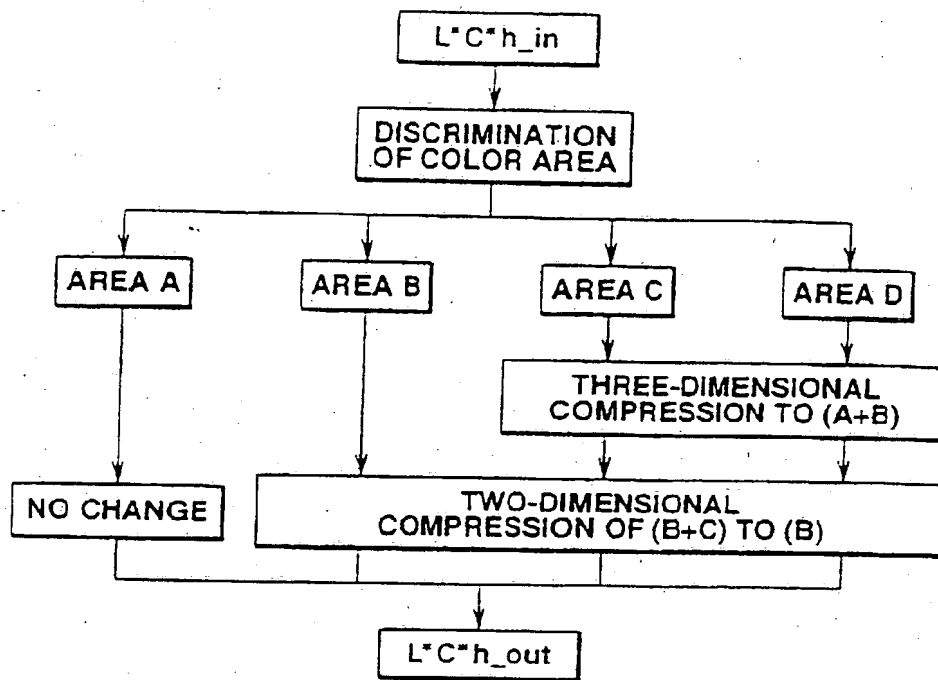 L*C*h_in
DISCRIMINATION
OF COLOR AREA
AREA A
AREA B
AREA C
AREA D
THREE-DIMENSIONAL
COMPRESSION TO (A+B)
NO CHANGE
TWO-DIMENSIONAL
COMPRESSION OF (B+C) TO (B)
L*C*h_out